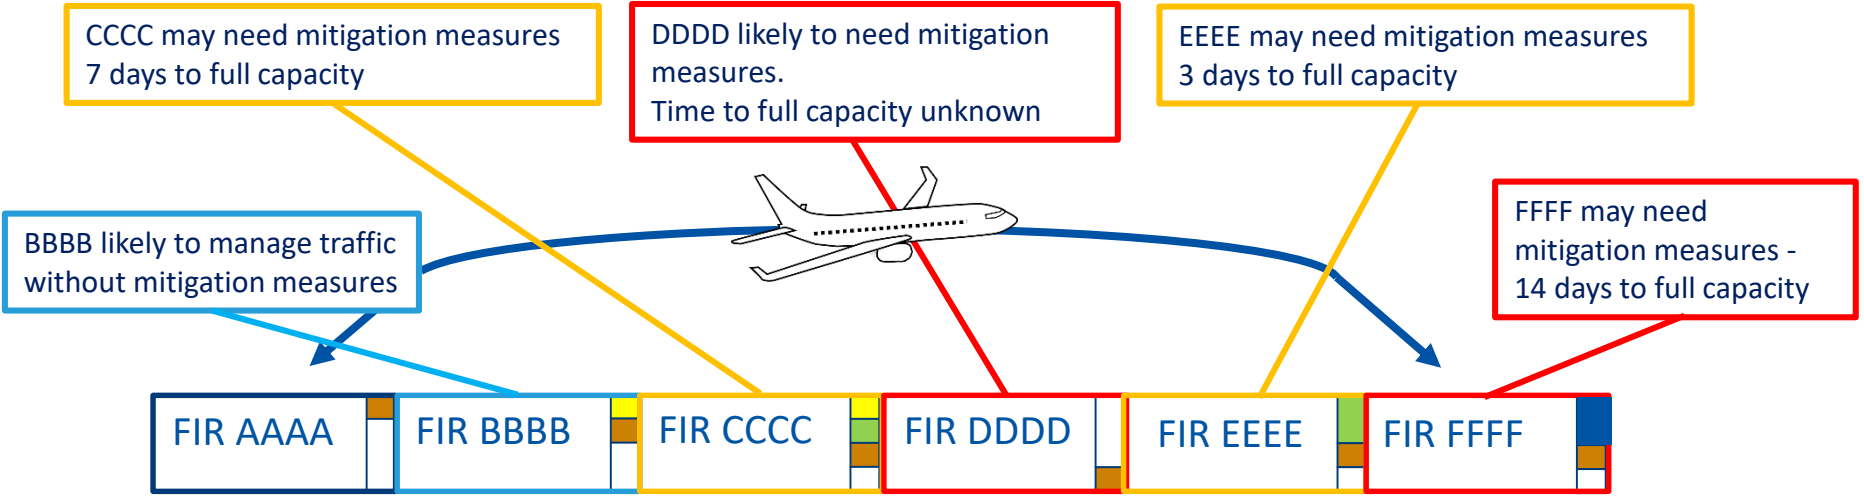 CCCC may need mitigation measures
7 days to full capacity
DDDD likely to need mitigation
measures.
Time to full capacity unknown
EEEE may need mitigation measures
3 days to full capacity
BBBB likely to manage traffic
without mitigation measures
FFFF may need
mitigation measures -
14 days to full capacity
FIR AAAA
FIR BBBB
FIR CCCC
FIR DDDD
FIR EEEE
FIR FFFF